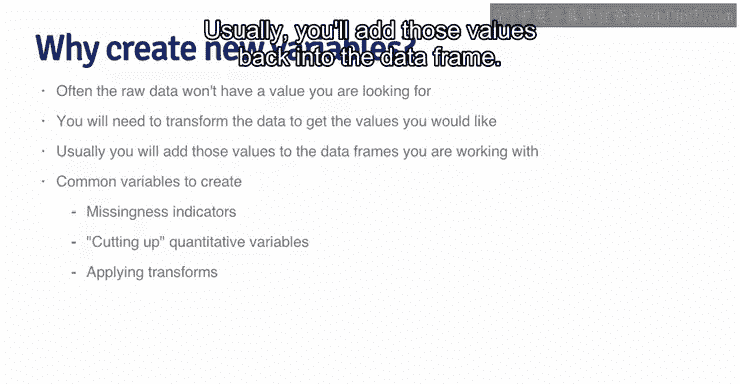 Usually, you'll add those values
back into the data frame.
Why create new variables?
· Often the raw data won't have a value you are looking for
· You will need to transform the data to get the values you would like
· Usually you will add those values to the data frames you are working with
· Common variables to create
- Missingness indicators
- "Cutting up" quantitative variables
- Applying transforms